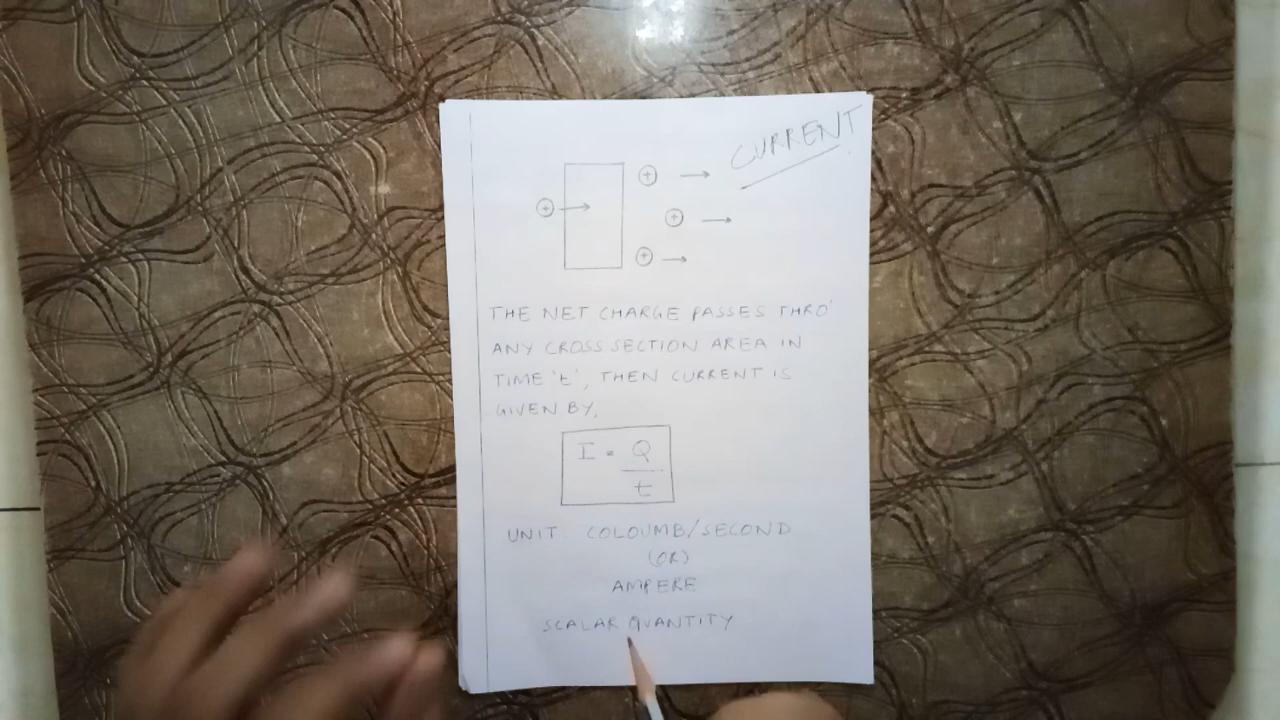 CURRENT
THE NET CHARGE PASSES THRO'
ANY CROSS SECTION AREA IN
TIME 't', THEN CURRENT IS
GIVEN BY,
I = Q
t
UNIT COLOUMB/SECOND
(OR)
AMPERE
SCALAR QUANTITY